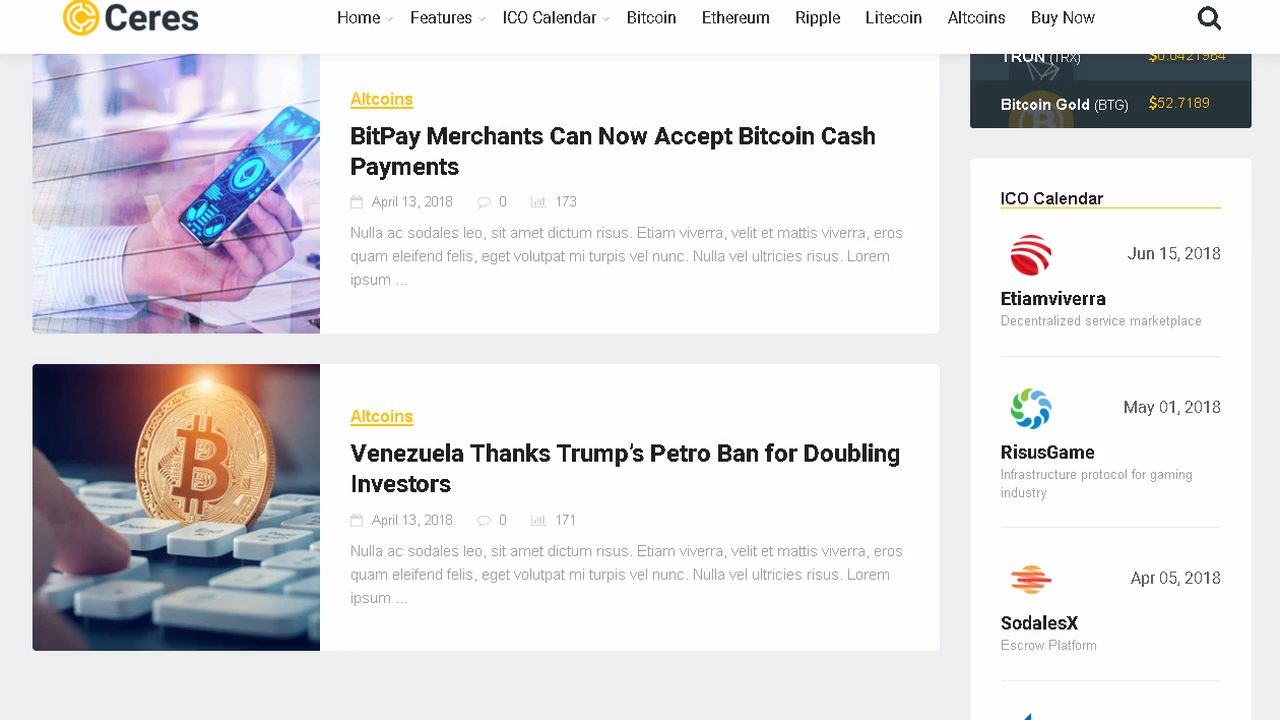 Ceres
Home Features ICO Calendar Bitcoin Ethereum Ripple Litecoin Altcoins Buy Now
TRON (TRX) $0.0421984
Bitcoin Gold (BTG) $52.7189
Altcoins
BitPay Merchants Can Now Accept Bitcoin Cash
Payments
April 13, 2018 0 173
Nulla ac sodales leo, sit amet dictum risus. Etiam viverra, velit et mattis viverra, eros
quam eleifend felis, eget volutpat mi turpis vel nunc. Nulla vel ultricies risus. Lorem
ipsum ...
Altcoins
Venezuela Thanks Trump's Petro Ban for Doubling
Investors
April 13, 2018 0 171
Nulla ac sodales leo, sit amet dictum risus. Etiam viverra, velit et mattis viverra, eros
quam eleifend felis, eget volutpat mi turpis vel nunc. Nulla vel ultricies risus. Lorem
ipsum ...
ICO Calendar
Jun 15, 2018
Etiamviverra
Decentralized service marketplace
May 01, 2018
RisusGame
Infrastructure protocol for gaming
industry
Apr 05, 2018
SodalesX
Escrow Platform